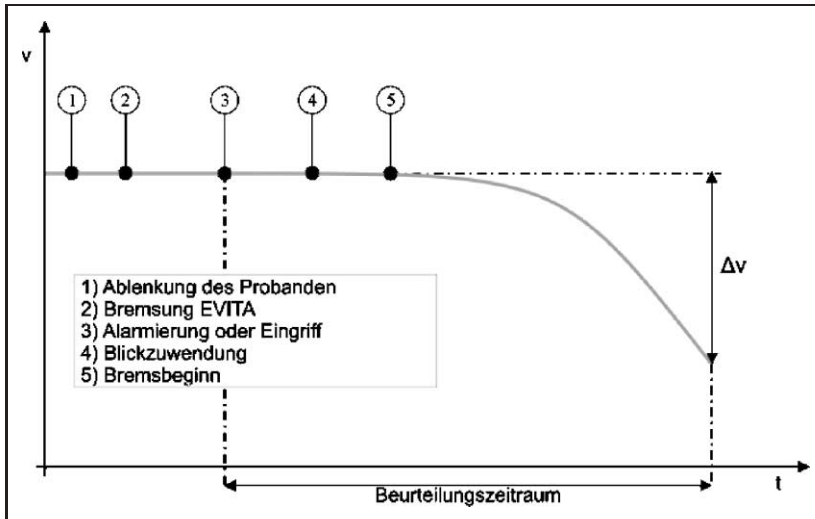 v
1 2 3 4 5
Δv
1) Ablenkung des Probanden
2) Bremsung EVITA
3) Alarmierung oder Eingriff
4) Blickzuwendung
5) Bremsbeginn
t
Beurteilungszeitraum